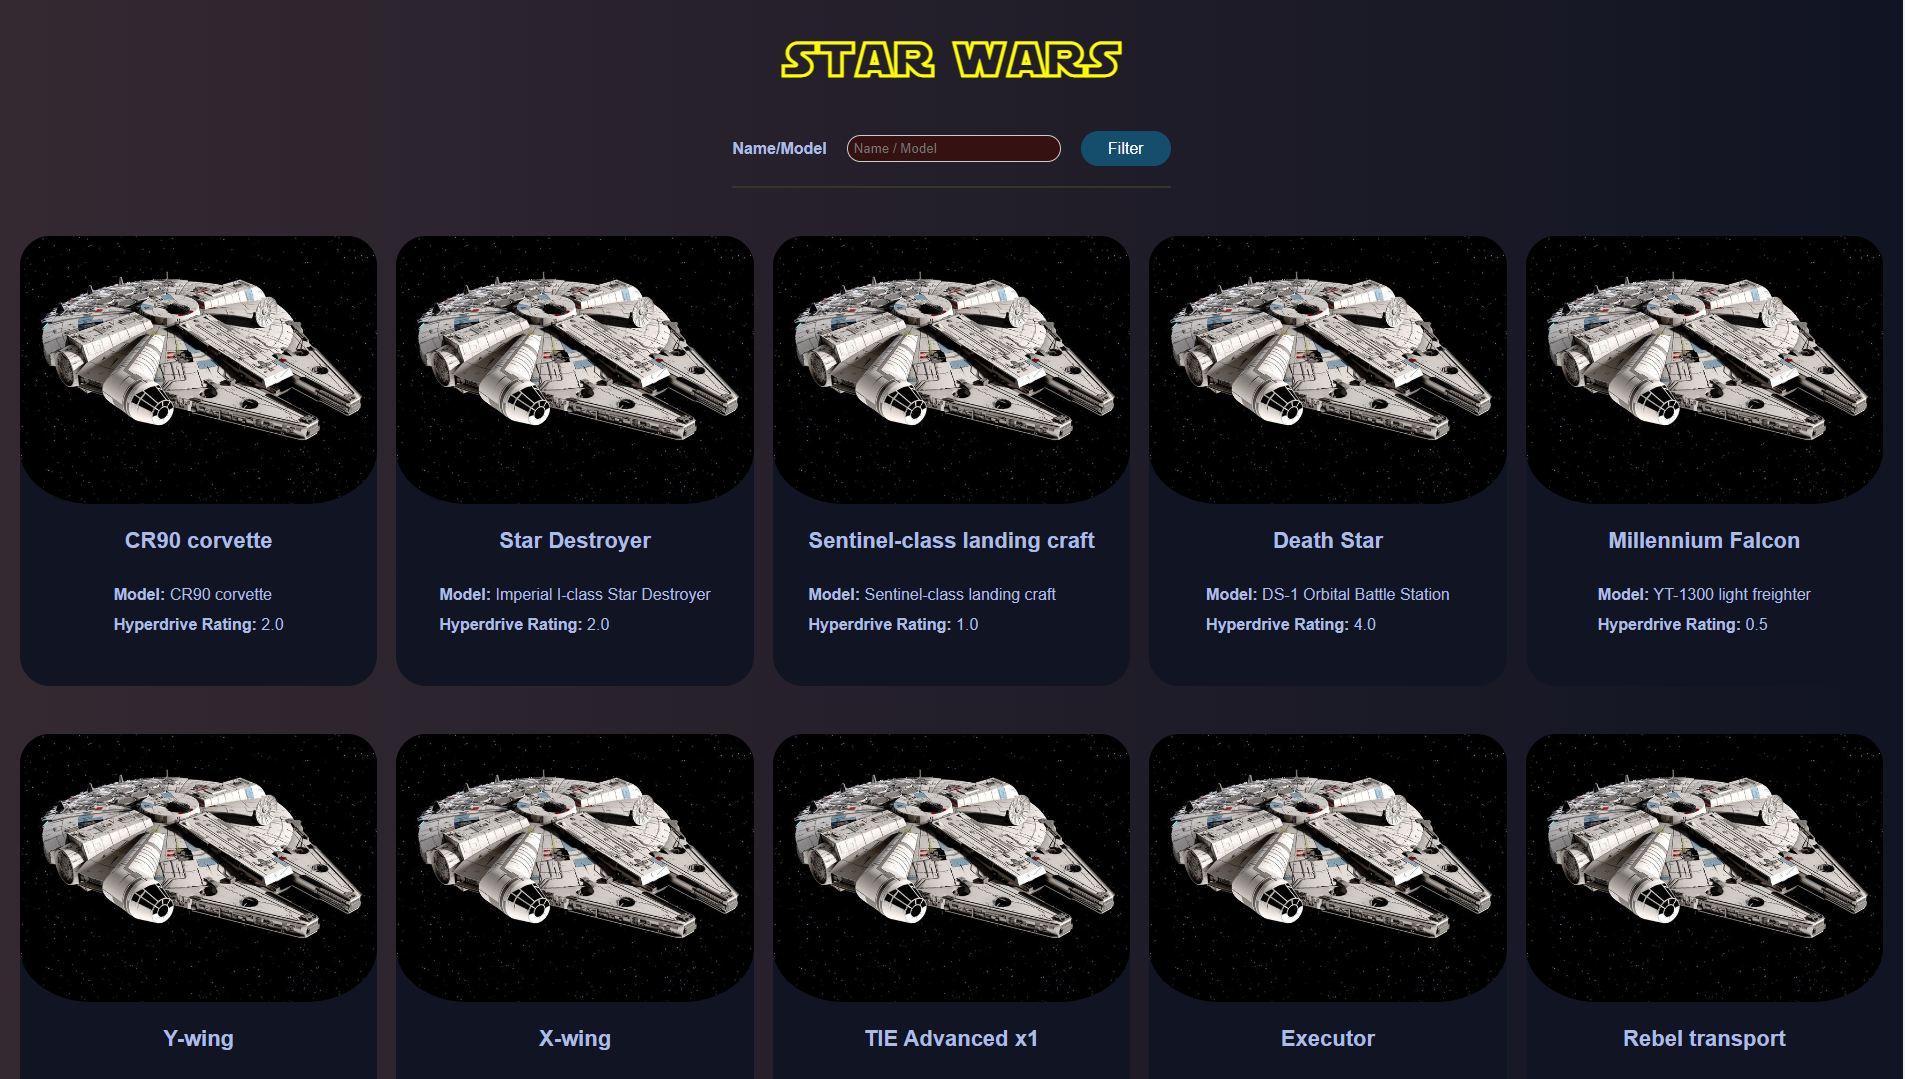 STAR WARS
Name/Model
Name / Model
Filter
CR90 corvette
Model: CR90 corvette
Hyperdrive Rating: 2.0
Star Destroyer
Model: Imperial I-class Star Destroyer
Hyperdrive Rating: 2.0
Sentinel-class landing craft
Model: Sentinel-class landing craft
Hyperdrive Rating: 1.0
Death Star
Model: DS-1 Orbital Battle Station
Hyperdrive Rating: 4.0
Millennium Falcon
Model: YT-1300 light freighter
Hyperdrive Rating: 0.5
Y-wing
X-wing
TIE Advanced x1
Executor
Rebel transport